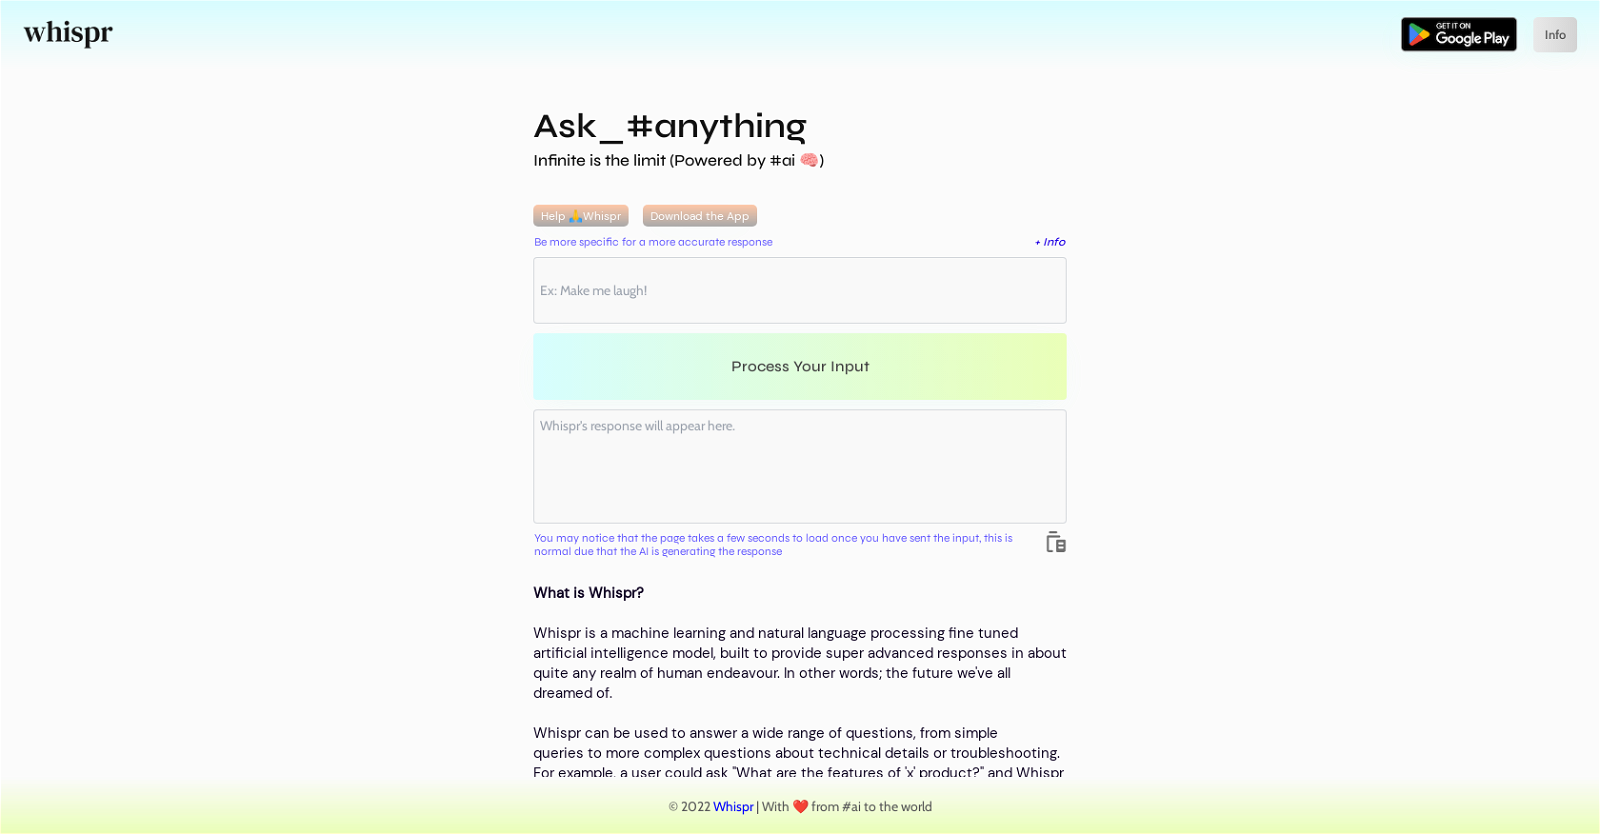 whispr
GET IT ON
Google Play
Info
Ask_#anything
Infinite is the limit (Powered by #ai 🧠)
Help 🙏Whispr
Download the App
Be more specific for a more accurate response
+ Info
Ex: Make me laugh!
Process Your Input
Whispr's response will appear here.
You may notice that the page takes a few seconds to load once you have sent the input, this is
normal due that the AI is generating the response
What is Whispr?
Whispr is a machine learning and natural language processing fine tuned
artificial intelligence model, built to provide super advanced responses in about
quite any realm of human endeavour. In other words; the future we've all
dreamed of.
Whispr can be used to answer a wide range of questions, from simple
queries to more complex questions about technical details or troubleshooting.
For example, a user could ask "What are the features of 'x' product?" and Whispr
© 2022 Whispr | With ❤️ from #ai to the world